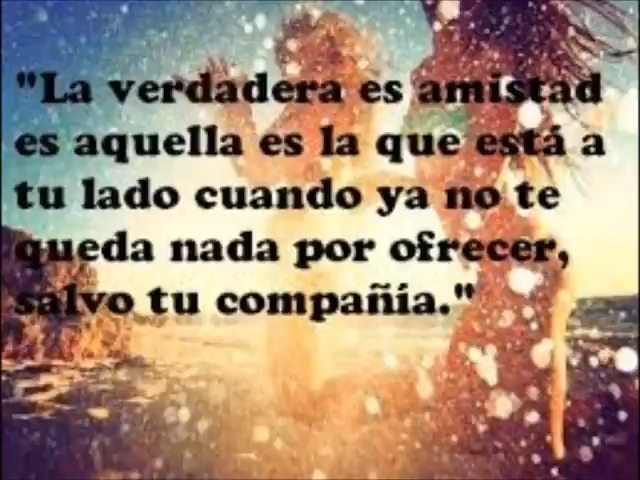 "La verdadera es amistad
es aquella es la que está a
tu lado cuando ya no te
queda nada por ofrecer,
salvo tu compañía."